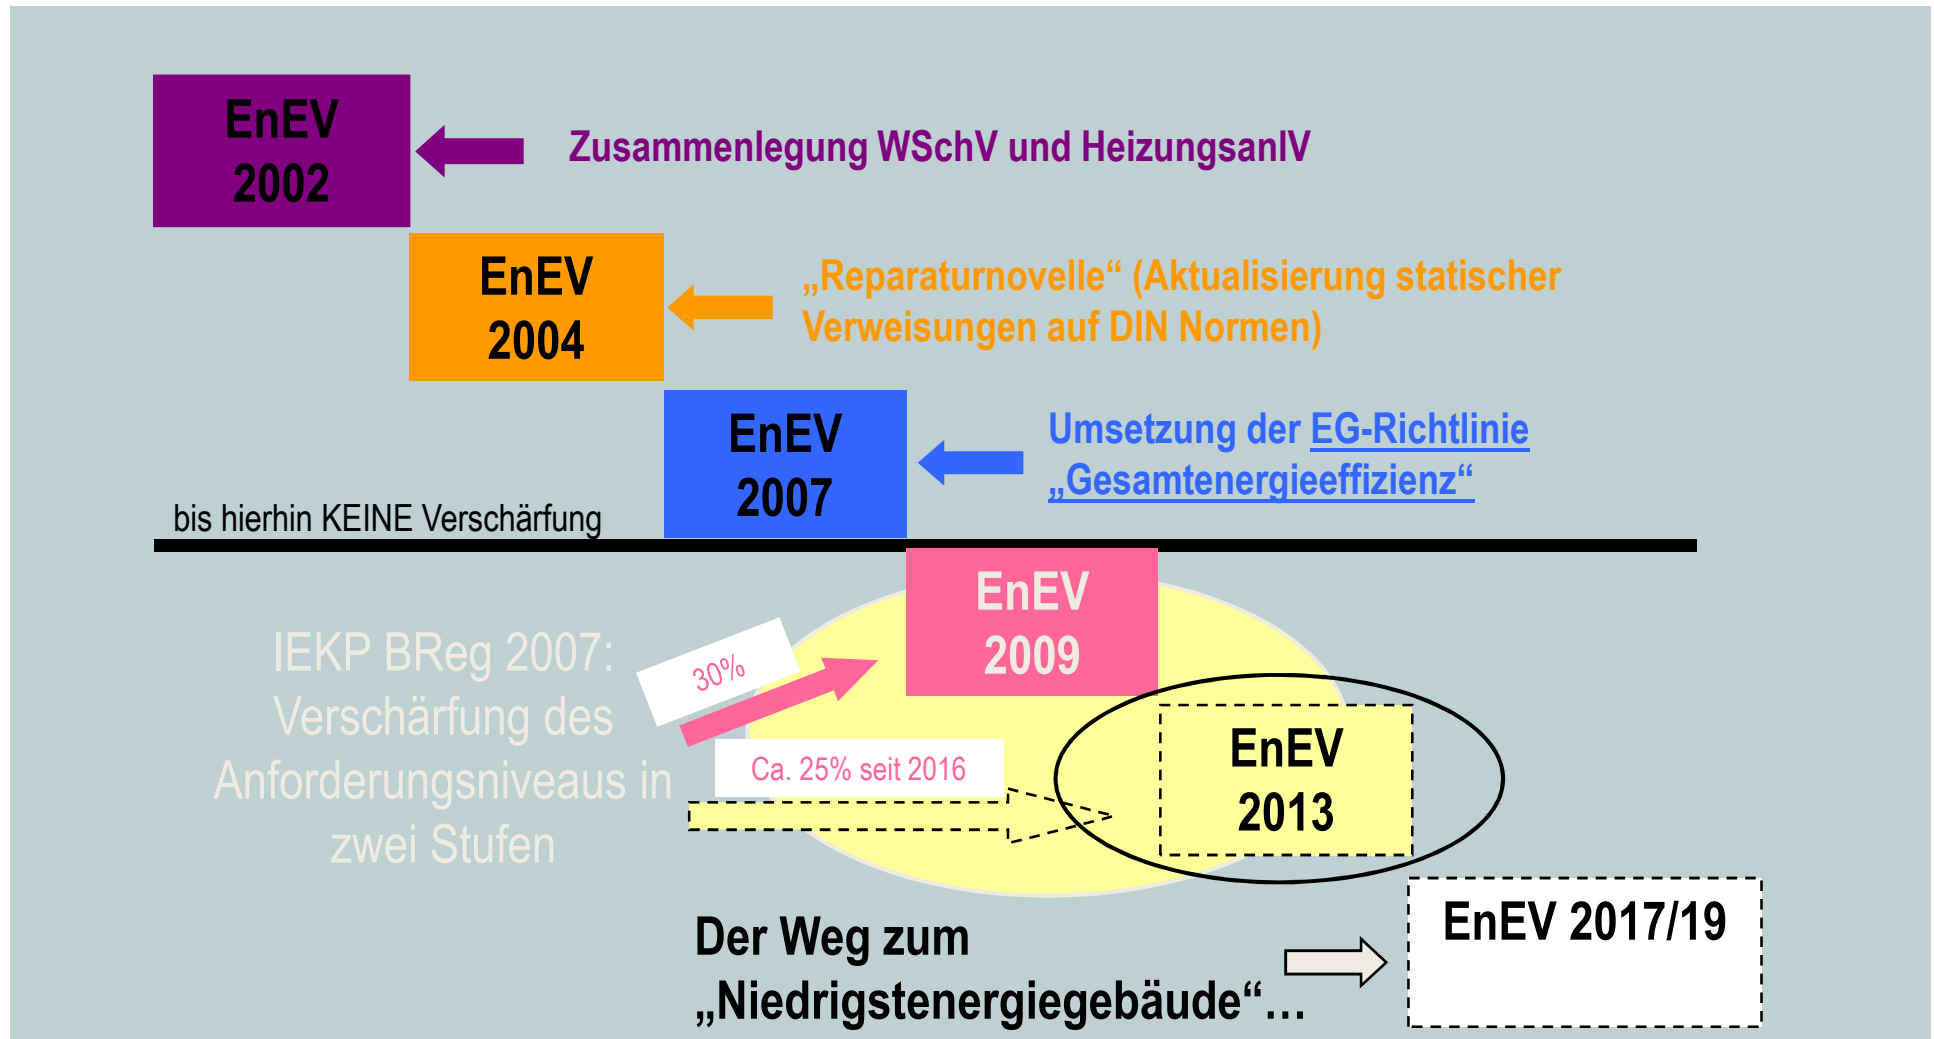 EnEV
2002
Zusammenlegung WSchV und HeizungsanlV
EnEV
2004
„Reparaturnovelle“ (Aktualisierung statischer
Verweisungen auf DIN Normen)
EnEV
2007
Umsetzung der EG-Richtlinie
„Gesamtenergieeffizienz“
bis hierhin KEINE Verschärfung
EnEV
2009
IEKP BReg 2007:
Verschärfung des
Anforderungsniveaus in
zwei Stufen
30%
Ca. 25% seit 2016
EnEV
2013
Der Weg zum
„Niedrigstenergiegebäude“...
EnEV 2017/19